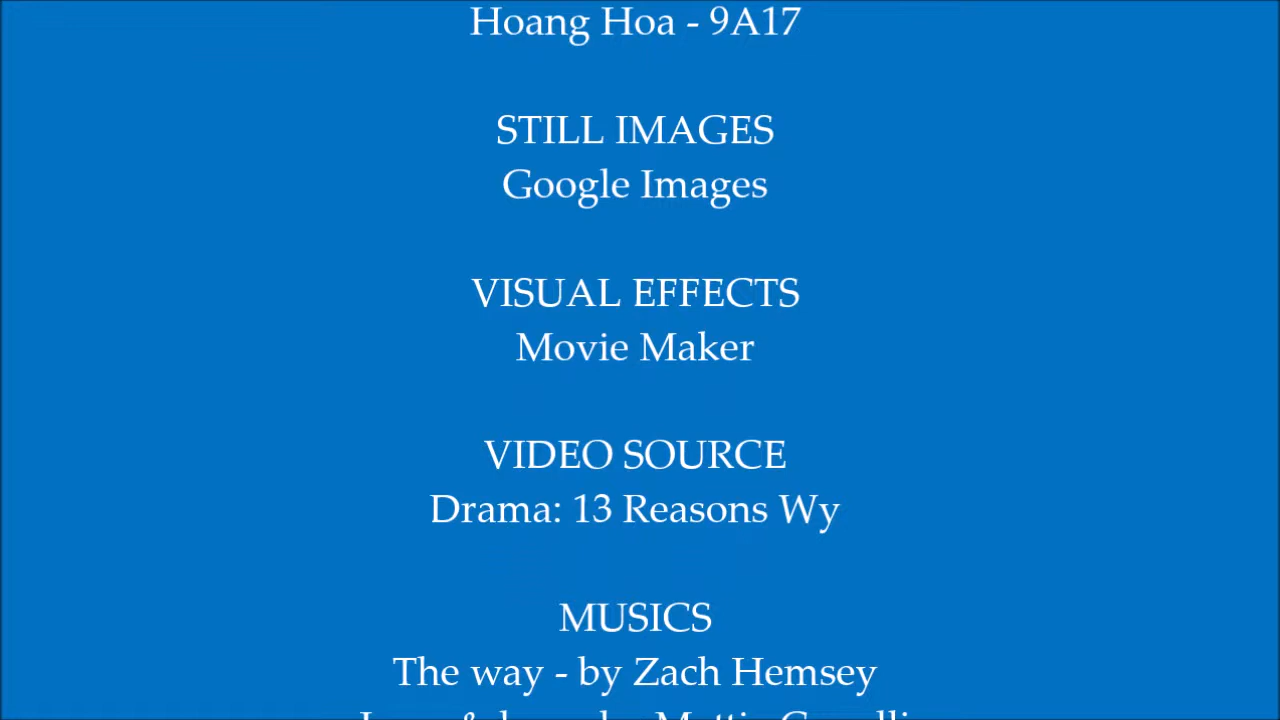 Hoang Hoa - 9A17
STILL IMAGES
Google Images
VISUAL EFFECTS
Movie Maker
VIDEO SOURCE
Drama: 13 Reasons Wy
MUSICS
The way - by Zach Hemsey